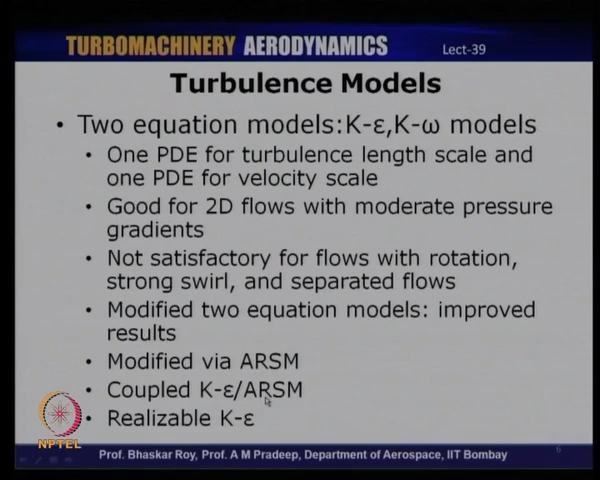 TURBOMACHINERY AERODYNAMICS Lect-39
Turbulence Models
• Two equation models:K-ε,K-ω models
• One PDE for turbulence length scale and
one PDE for velocity scale
• Good for 2D flows with moderate pressure
gradients
• Not satisfactory for flows with rotation,
strong swirl, and separated flows
• Modified two equation models: improved
results
• Modified via ARSM
• Coupled K-ε/ARSM
• Realizable K-ε
NPTEL
Prof. Bhaskar Roy, Prof. A M Pradeep, Department of Aerospace, IIT Bombay
6